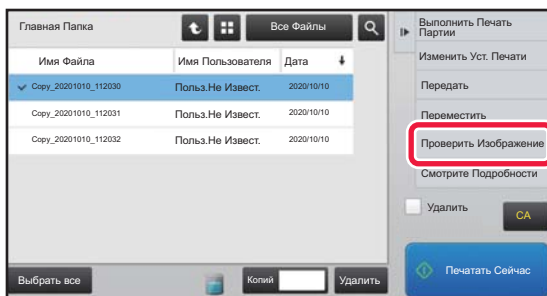 Главная Папка
Все Файлы
Имя Файла Имя Пользователя Дата
Copy_20201010_112030 Польз.Не Извест. 2020/10/10
Copy_20201010_112031 Польз.Не Извест. 2020/10/10
Copy_20201010_112032 Польз.Не Извест. 2020/10/10
Выбрать все
Копий
Удалить
Выполнить Печать
Партии
Изменить Уст. Печати
Передать
Переместить
Проверить Изображение
Смотрите Подробности
Удалить
CA
Печатать Сейчас